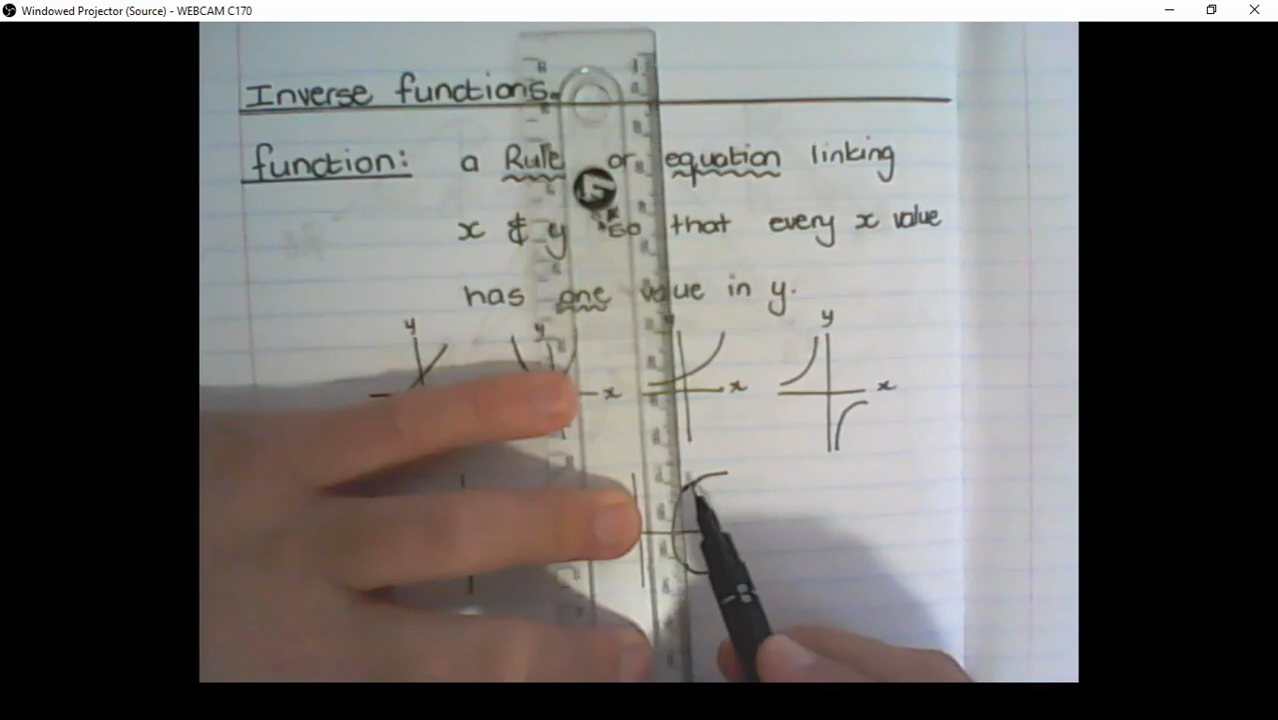 Windowed Projector (Source) - WEBCAM C170
Inverse functions.
function: a Rule or equation linking
x & y so that every x value
has one value in y.
y y y
x x x